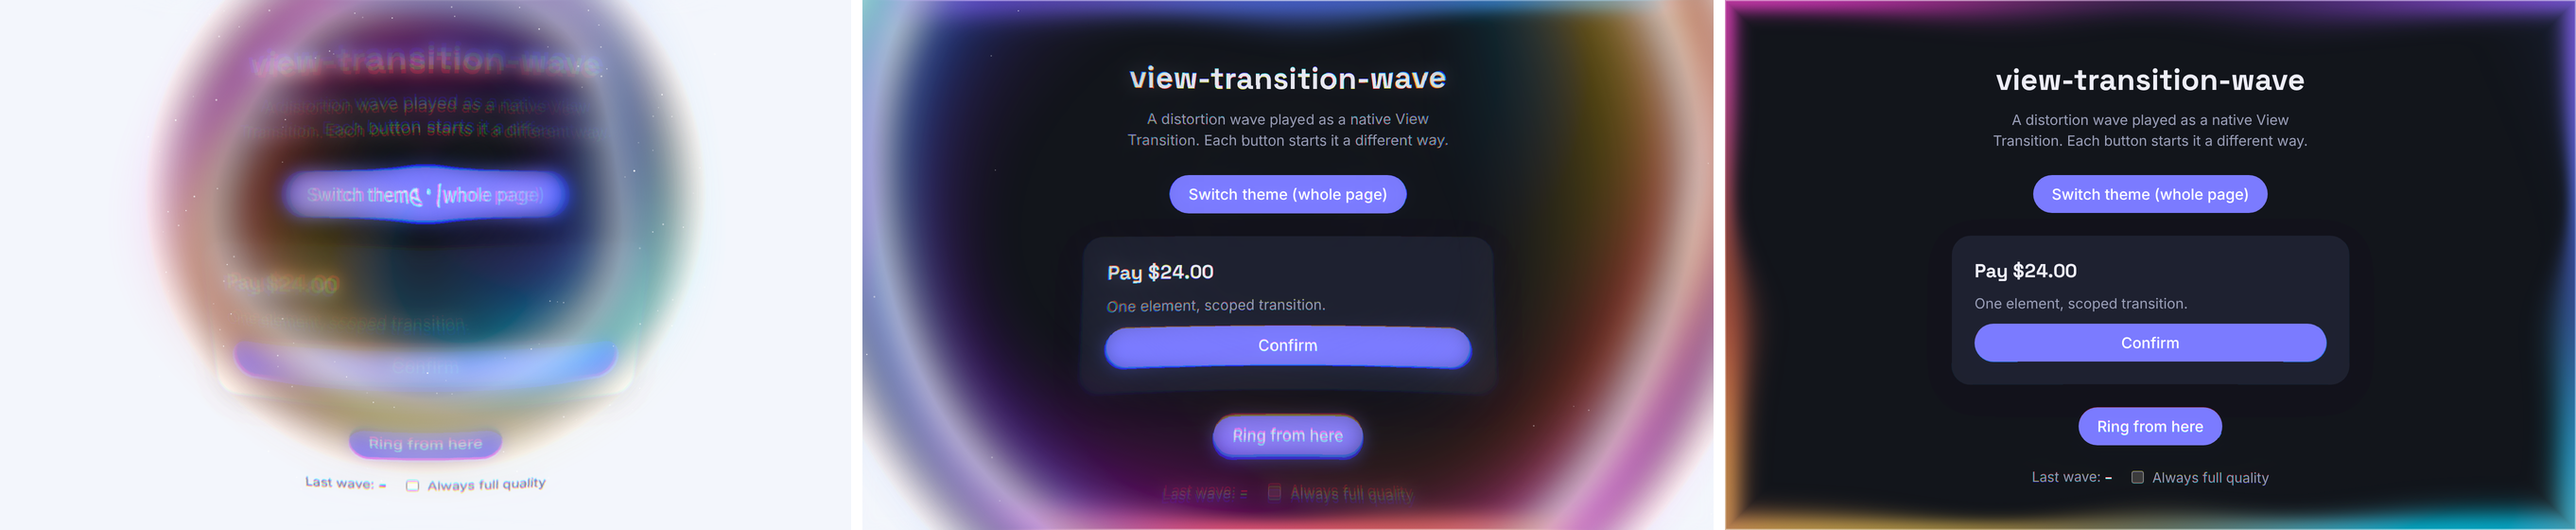 view-transition-wave
distortion wave played as a native view
Transition. Each button starts it a different way
Switch theme (whole page)
Pay $24.00
scoped transition
Confirm
Ring from here
Last wave: – Always full quality
view-transition-wave
A distortion wave played as a native View
Transition. Each button starts it a different way.
Switch theme (whole page)
Pay $24.00
One element, scoped transition.
Confirm
Ring from here
Last wave: – Always full quality
view-transition-wave
A distortion wave played as a native View
Transition. Each button starts it a different way.
Switch theme (whole page)
Pay $24.00
One element, scoped transition.
Confirm
Ring from here
Last wave: – Always full quality